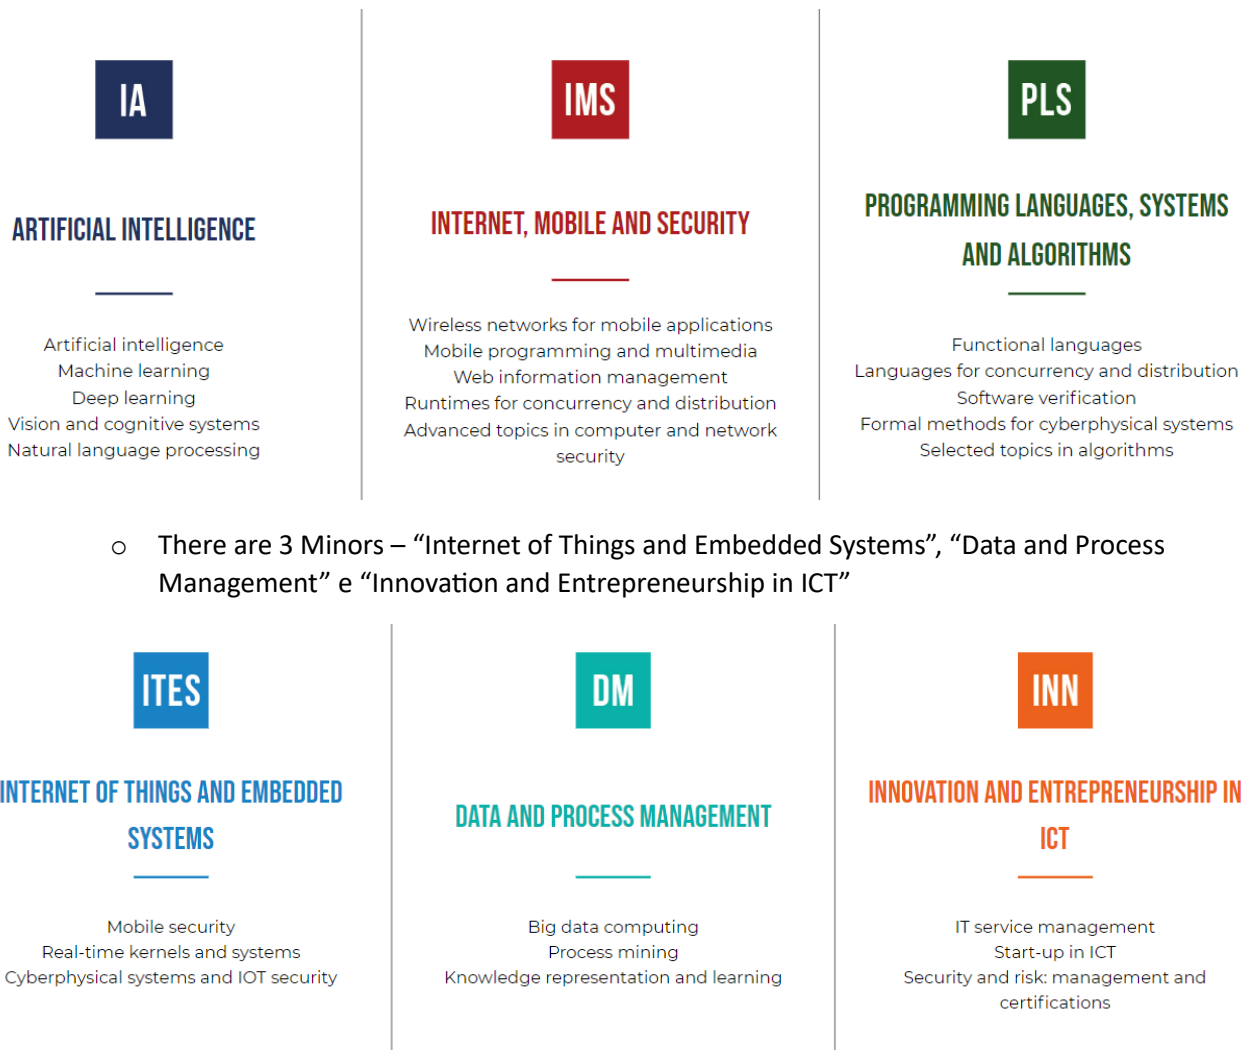 IA
ARTIFICIAL INTELLIGENCE
Artificial intelligence
Machine learning
Deep learning
Vision and cognitive systems
Natural language processing
IMS
INTERNET, MOBILE AND SECURITY
Wireless networks for mobile applications
Mobile programming and multimedia
Web information management
Runtimes for concurrency and distribution
Advanced topics in computer and network
security
PLS
PROGRAMMING LANGUAGES, SYSTEMS
AND ALGORITHMS
Functional languages
Languages for concurrency and distribution
Software verification
Formal methods for cyberphysical systems
Selected topics in algorithms
o There are 3 Minors – “Internet of Things and Embedded Systems”, “Data and Process
Management” e “Innovation and Entrepreneurship in ICT”
ITES
INTERNET OF THINGS AND EMBEDDED
SYSTEMS
Mobile security
Real-time kernels and systems
Cyberphysical systems and IOT security
DM
DATA AND PROCESS MANAGEMENT
Big data computing
Process mining
Knowledge representation and learning
INN
INNOVATION AND ENTREPRENEURSHIP IN
ICT
IT service management
Start-up in ICT
Security and risk: management and
certifications